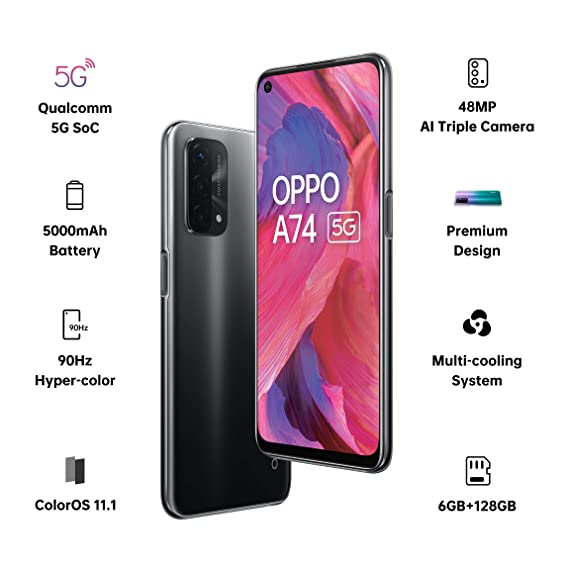 5G
Qualcomm
5G SoC
5000mAh
Battery
90Hz
90Hz
Hyper-color
ColorOS 11.1
OPPO
A74 5G
48MP
AI Triple Camera
Premium
Design
Multi-cooling
System
6GB+128GB